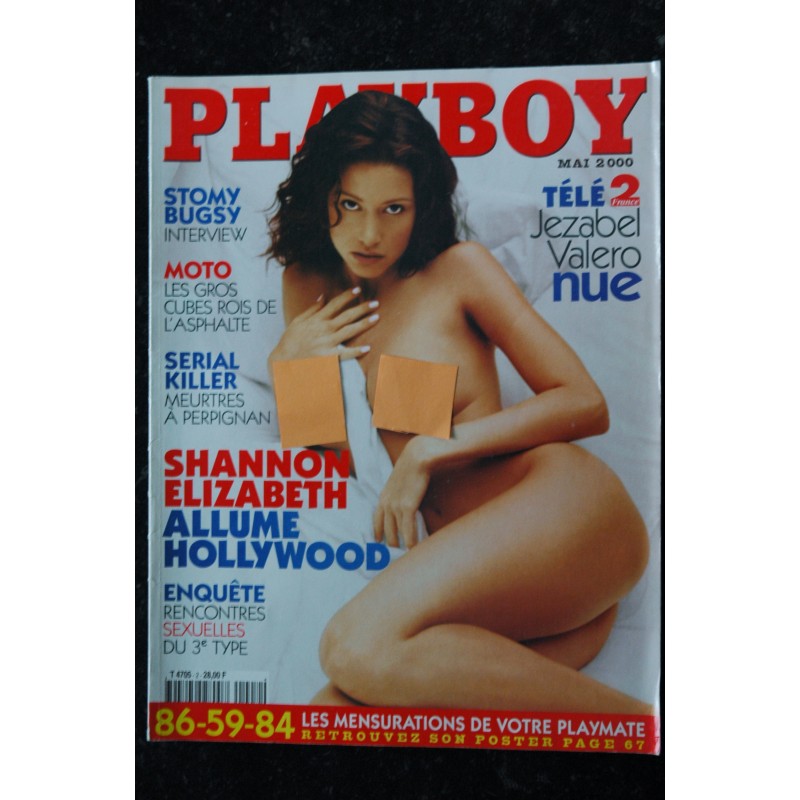 PLAYBOY
MAI 2000
STOMY
BUGSY
INTERVIEW
MOTO
LES GROS
CUBES ROIS DE
L'ASPHALTE
SERIAL
KILLER
MEURTRES
À PERPIGNAN
SHANNON
ELIZABETH
ALLUME
HOLLYWOOD
ENQUÊTE
RENCONTRES
SEXUELLES
DU 3e TYPE
TÉLÉ 2
France
Jezabel
Valero
nue
28,00 F
86-59-84 LES MENSURATIONS DE VOTRE PLAYMATE
RETROUVEZ SON POSTER PAGE 67